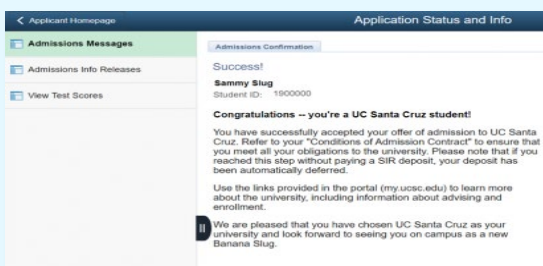 Applicant Homepage
Application Status and Info
Admissions Messages
Admissions Info Releases
View Test Scores
Admissions Confirmation
Success!
Sammy Slug
Student ID: 1900000
Congratulations -- you're a UC Santa Cruz student!
You have successfully accepted your offer of admission to UC Santa
Cruz. Refer to your "Conditions of Admission Contract" to ensure that
you meet all your obligations to the university. Please note that if you
reached this step without paying a SIR deposit, your deposit has
been automatically deferred.
Use the links provided in the portal (my.ucsc.edu) to learn more
about the university, including information about advising and
enrollment.
We are pleased that you have chosen UC Santa Cruz as your
university and look forward to seeing you on campus as a new
Banana Slug.